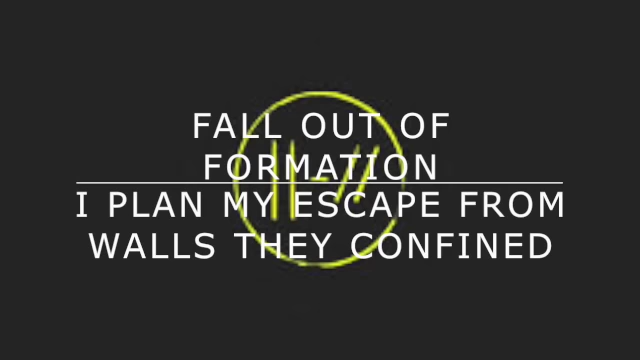 FALL OUT OF
FORMATION
I PLAN MY ESCAPE FROM
WALLS THEY CONFINED